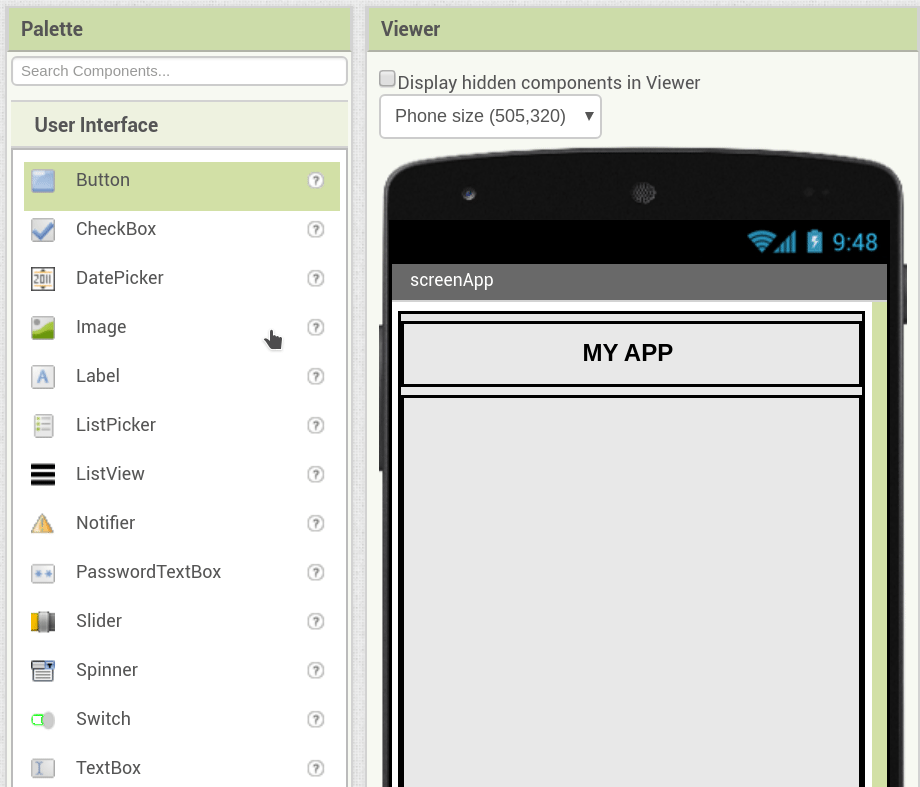 Palette
Search Components...
User Interface
Button ?
CheckBox ?
2011 DatePicker ?
Image ?
A Label ?
ListPicker ?
ListView ?
Notifier ?
PasswordTextBox ?
Slider ?
Spinner ?
Switch ?
TextBox ?
Viewer
Display hidden components in Viewer
Phone size (505,320)
9:48
screenApp
MY APP